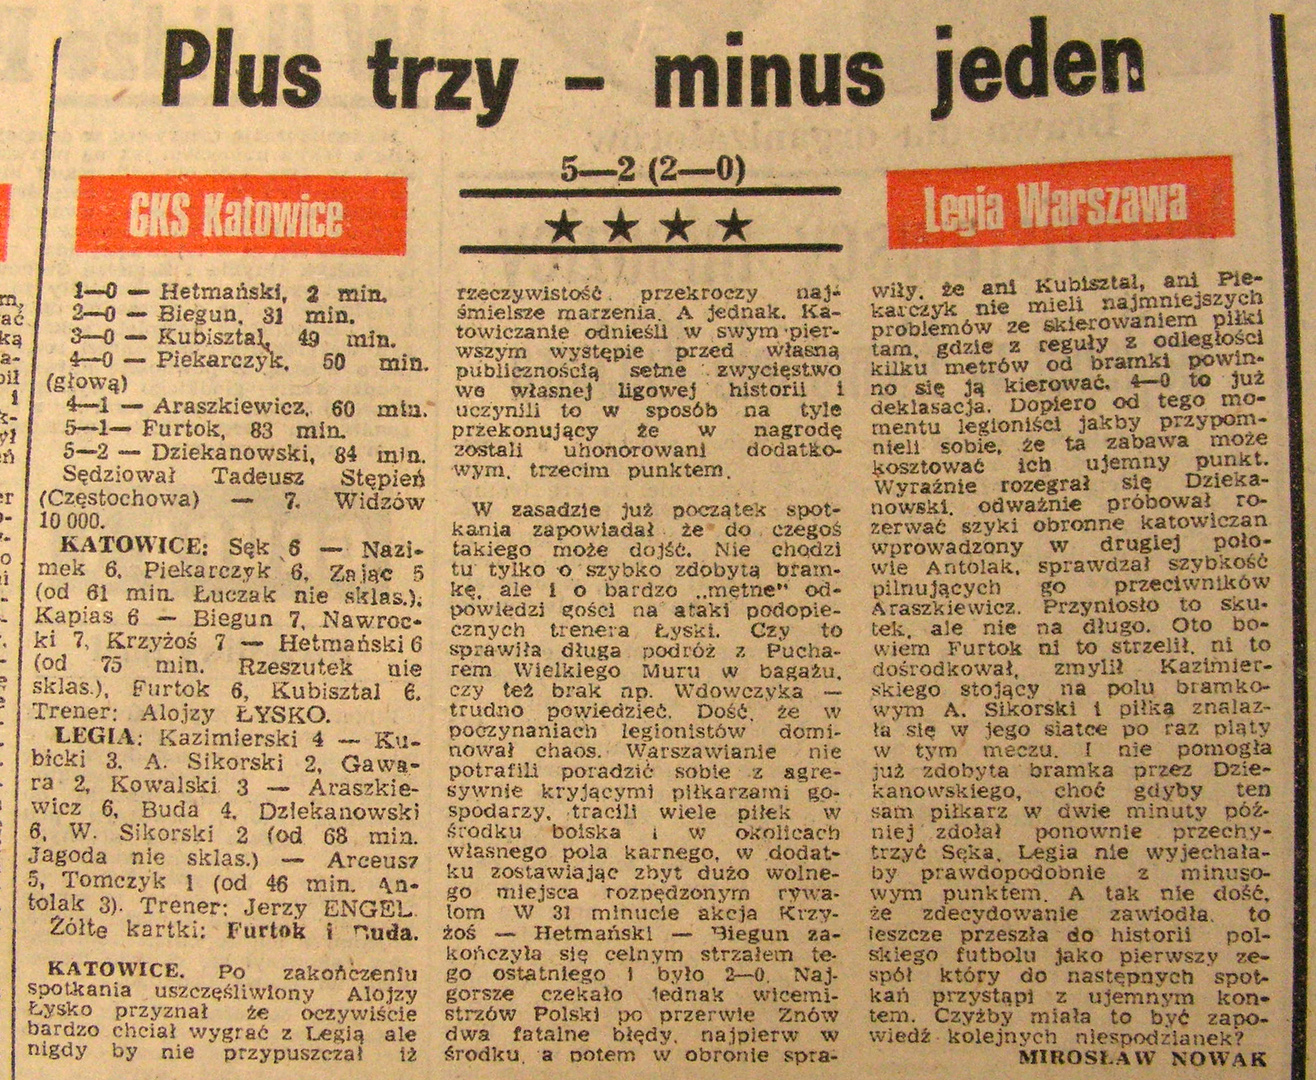 Plus trzy – minus jeden
5—2 (2—0)
★ ★ ★ ★
GKS Katowice
Legia Warszawa
1—0 — Hetmański, 2 min.
2—0 — Biegun, 31 min.
3—0 — Kubisztal, 49 min.
4—0 — Piekarczyk, 50 min.
(głową)
4—1 — Araszkiewicz, 60 min.
5—1— Furtok, 83 min.
5—2 — Dziekanowski, 84 min.
Sędziował Tadeusz Stępień
(Częstochowa) — 7. Widzów
10 000.
KATOWICE: Sęk 6 — Nazi-
mek 6, Piekarczyk 6, Zając 5
(od 61 min. Łuczak nie sklas.),
Kapias 6 — Biegun 7, Nawroc-
ki 7, Krzyżoś 7 — Hetmański 6
(od 75 min. Rzeszutek nie
sklas.), Furtok 6, Kubisztal 6.
Trener: Alojzy ŁYSKO.
LEGIA: Kazimierski 4 — Ku-
bicki 3, A. Sikorski 2, Gawa-
ra 2, Kowalski 3 — Araszkie-
wicz 6, Buda 4, Dziekanowski
6, W. Sikorski 2 (od 68 min.
Jagoda nie sklas.) — Arceusz
5, Tomczyk 1 (od 46 min. An-
tolak 3). Trener: Jerzy ENGEL.
Żółte kartki: Furtok i Buda.
KATOWICE. Po zakończeniu
spotkania uszczęśliwiony Alojzy
Łysko przyznał że oczywiście
bardzo chciał wygrać z Legią ale
nigdy by nie przypuszczał iż
rzeczywistość przekroczy naj-
śmielsze marzenia. A jednak. Ka-
towiczanie odnieśli w swym pier-
wszym występie przed własną
publicznością setne zwycięstwo
we własnej ligowej historii i
uczynili to w sposób na tyle
przekonujący że w nagrodę
zostali uhonorowani dodatko-
wym, trzecim punktem.
W zasadzie już początek spot-
kania zapowiadał że do czegoś
takiego może dojść. Nie chodzi
tu tylko o szybko zdobytą bram-
kę, ale i o bardzo „mętne" od-
powiedzi gości na ataki podopie-
cznych trenera Łyski. Czy to
sprawiła długa podróż z Pucha-
rem Wielkiego Muru w bagażu,
czy też brak np. Wdowczyka —
trudno powiedzieć. Dość, że w
poczynaniach legionistów domi-
nował chaos. Warszawianie nie
potrafili poradzić sobie z agre-
sywnie kryjącymi piłkarzami go-
spodarzy, tracili wiele piłek w
środku boiska i w okolicach
własnego pola karnego, w dodat-
ku zostawiając zbyt dużo wolne-
go miejsca rozpędzonym rywa-
lom W 31 minucie akcja Krzy-
żoś — Hetmański — Biegun za-
kończyła się celnym strzałem te-
go ostatniego i było 2—0. Naj-
gorsze czekało jednak wicemi-
strzów Polski po przerwie Znów
dwa fatalne błędy, najpierw w
środku, a potem w obronie spra-
wiły, że ani Kubisztal, ani Pie-
karczyk nie mieli najmniejszych
problemów ze skierowaniem piłki
tam, gdzie z reguły z odległości
kilku metrów od bramki powin-
no się ją kierować. 4—0 to już
deklasacja. Dopiero od tego mo-
mentu legioniści jakby przypom-
nieli sobie, że ta zabawa może
kosztować ich ujemny punkt.
Wyraźnie rozegrał się Dzieka-
nowski, odważnie próbował ro-
zerwać szyki obronne katowiczan
wprowadzony w drugiej poło-
wie Antolak, sprawdzał szybkość
pilnujących go przeciwników
Araszkiewicz. Przyniosło to sku-
tek, ale nie na długo. Oto bo-
wiem Furtok ni to strzelił, ni to
dośrodkował, zmylił Kazimier-
skiego stojący na polu bramko-
wym A. Sikorski i piłka znalaz-
ła się w jego siatce po raz piąty
w tym meczu. I nie pomogła
już zdobyta bramka przez Dzie-
kanowskiego, choć gdyby ten
sam piłkarz w dwie minuty póź-
niej zdołał ponownie przechy-
trzyć Sęka, Legia nie wyjechała-
by prawdopodobnie z minuso-
wym punktem. A tak nie dość,
że zdecydowanie zawiodła, to
jeszcze przeszła do historii pol-
skiego futbolu jako pierwszy ze-
spół który do następnych spot-
kań przystąpi z ujemnym kon-
tem. Czyżby miała to być zapo-
wiedź kolejnych niespodzianek?
MIROSŁAW NOWAK